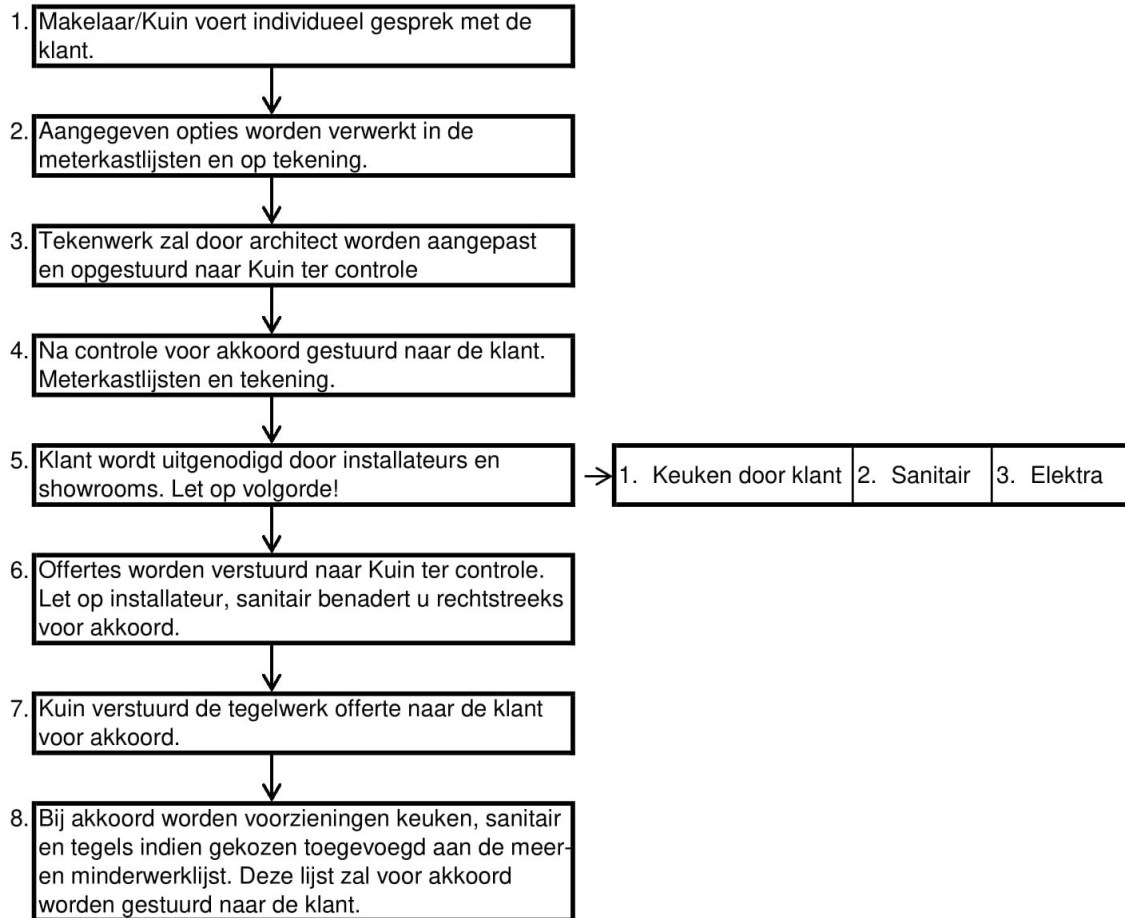 1. Makelaar/Kuin voert individueel gesprek met de
klant.
2. Aangegeven opties worden verwerkt in de
meterkastlijsten en op tekening.
3. Tekenwerk zal door architect worden aangepast
en opgestuurd naar Kuin ter controle
4. Na controle voor akkoord gestuurd naar de klant.
Meterkastlijsten en tekening.
5. Klant wordt uitgenodigd door installateurs en
showrooms. Let op volgorde!
1. Keuken door klant 2. Sanitair 3. Elektra
6. Offertes worden verstuurd naar Kuin ter controle.
Let op installateur, sanitair benadert u rechtstreeks
voor akkoord.
7. Kuin verstuurd de tegelwerk offerte naar de klant
voor akkoord.
8. Bij akkoord worden voorzieningen keuken, sanitair
en tegels indien gekozen toegevoegd aan de meer-
en minderwerklijst. Deze lijst zal voor akkoord
worden gestuurd naar de klant.